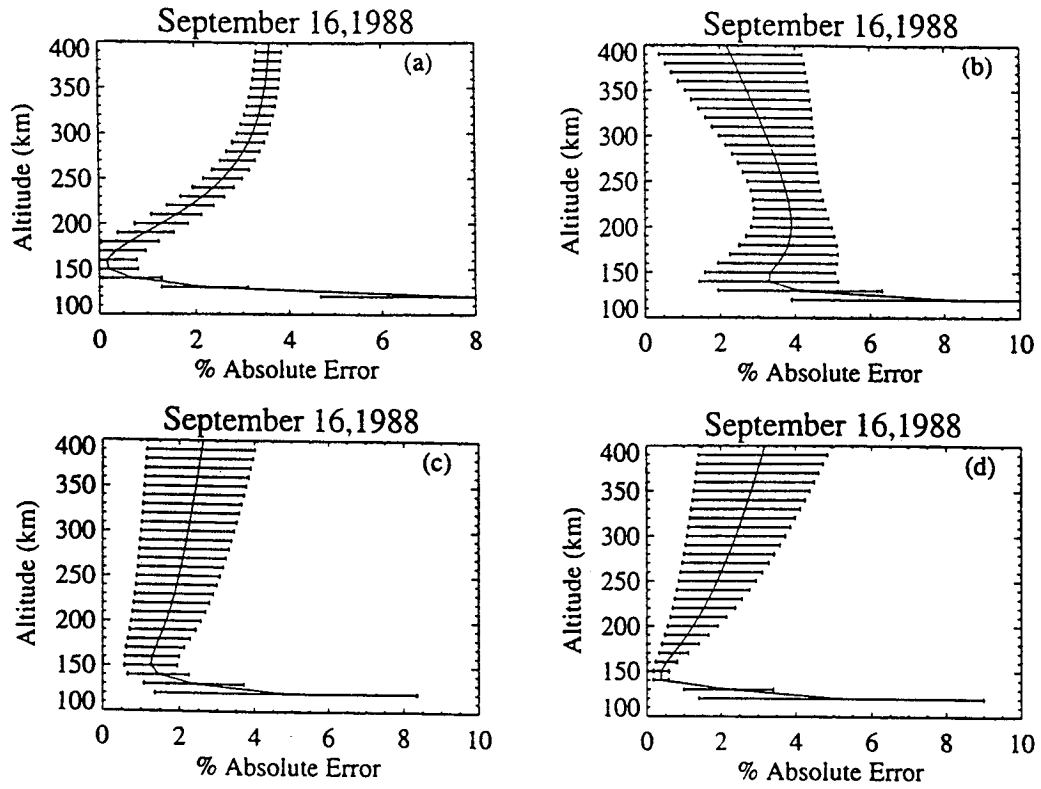 September 16,1988
(a)
Altitude (km)
400
350
300
250
200
150
100
0 2 4 6 8
% Absolute Error
September 16,1988
(b)
Altitude (km)
400
350
300
250
200
150
100
0 2 4 6 8 10
% Absolute Error
September 16,1988
(c)
Altitude (km)
400
350
300
250
200
150
100
0 2 4 6 8 10
% Absolute Error
September 16,1988
(d)
Altitude (km)
400
350
300
250
200
150
100
0 2 4 6 8 10
% Absolute Error